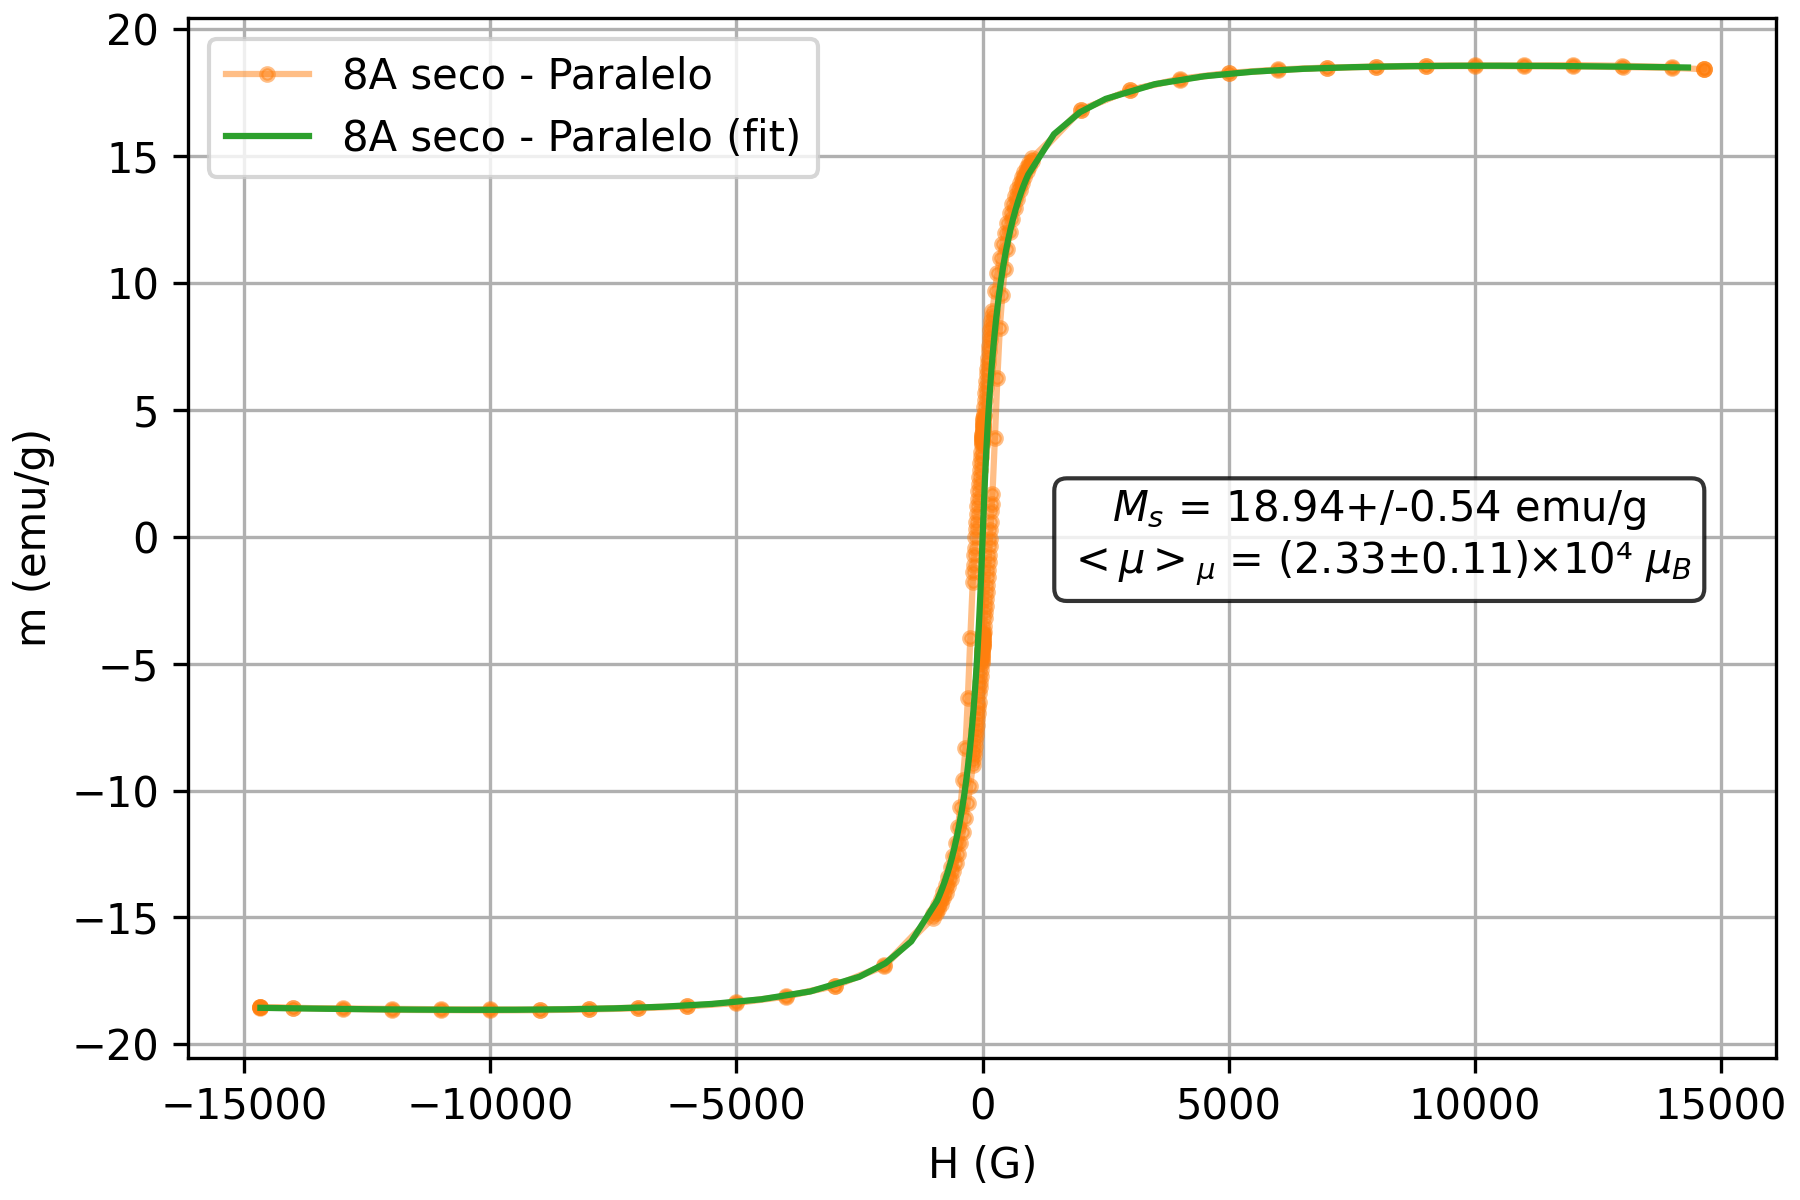 20
15
10
5
0
−5
−10
−15
−20
m (emu/g)
8A seco - Paralelo
8A seco - Paralelo (fit)
Mₛ = 18.94+/-0.54 emu/g
<μ>_μ = (2.33±0.11)×10⁴ μ_B
−15000 −10000 −5000 0 5000 10000 15000
H (G)